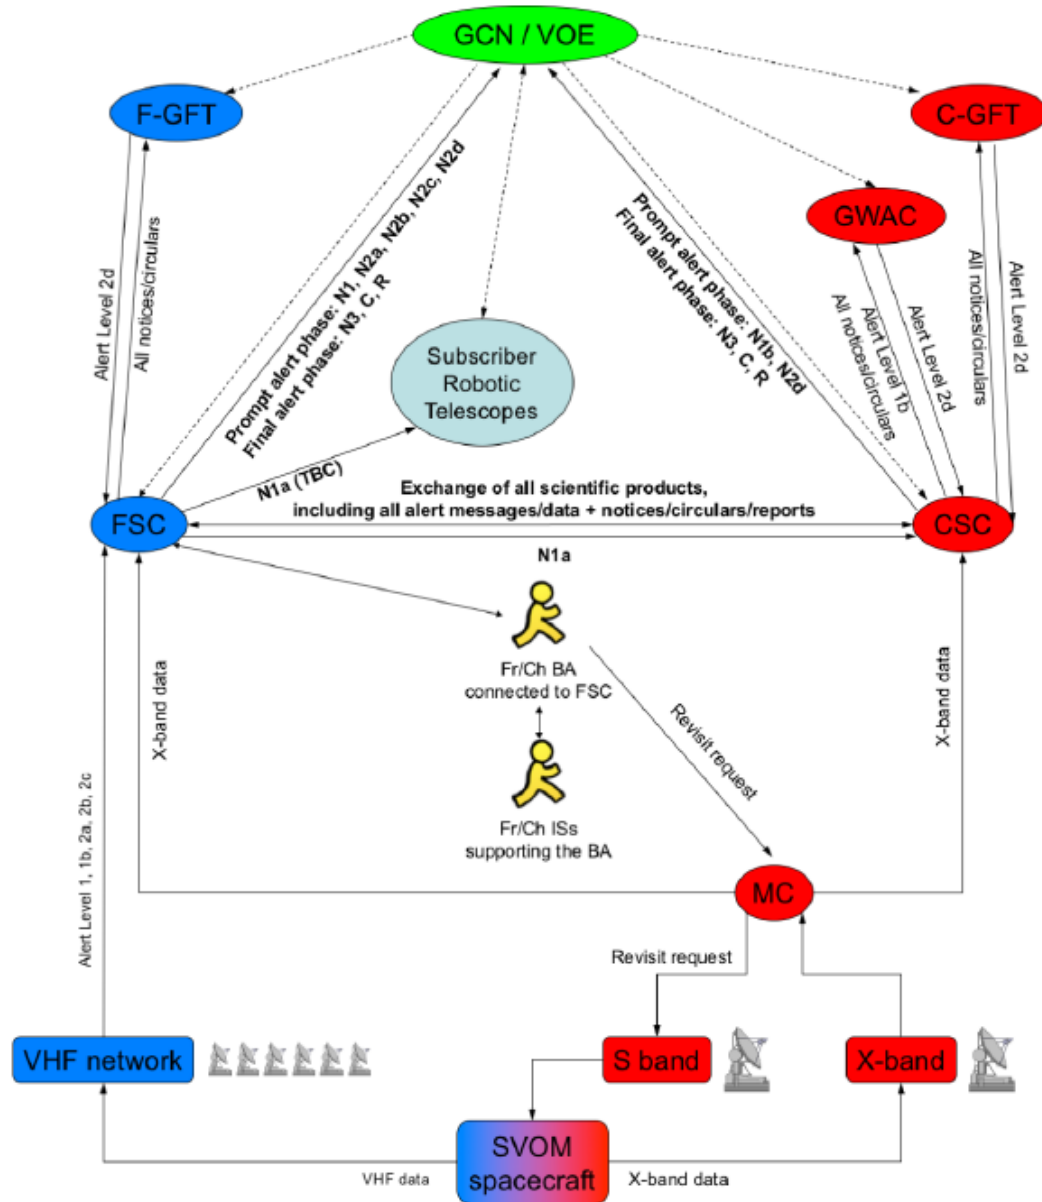 GCN / VOE
F-GFT
C-GFT
GWAC
Alert Level 2d
All notices/circulars
Prompt alert phase: N1, N2a, N2b, N2c, N2d
Final alert phase: N3, C, R
Subscriber
Robotic
Telescopes
Prompt alert phase: N1b, N2d
Final alert phase: N3, C, R
Alert Level 1b
All notices/circulars
Alert Level 2d
All notices/circulars
Alert Level 2d
N1a (TBC)
Exchange of all scientific products,
including all alert messages/data + notices/circulars/reports
FSC
CSC
N1a
Fr/Ch BA
connected to FSC
Revisit request
X-band data
X-band data
Fr/Ch ISs
supporting the BA
Alert Level 1, 1b, 2a, 2b, 2c
MC
Revisit request
VHF network
S band
X-band
SVOM
spacecraft
VHF data
X-band data